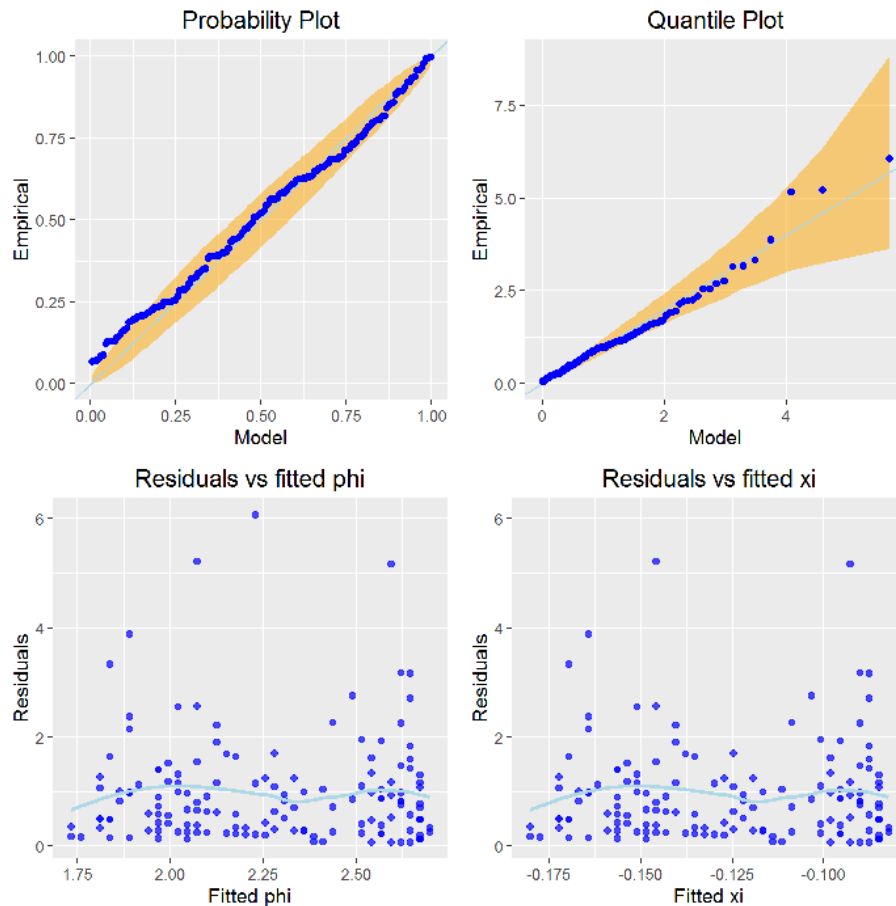 Probability Plot
Quantile Plot
1.00
0.75
0.50
0.25
0.00
Empirical
0.00 0.25 0.50 0.75 1.00
Model
7.5
5.0
2.5
0.0
Empirical
0 2 4
Model
Residuals vs fitted phi
Residuals vs fitted xi
6
4
2
0
Residuals
1.75 2.00 2.25 2.50
Fitted phi
6
4
2
0
Residuals
-0.175 -0.150 -0.125 -0.100
Fitted xi